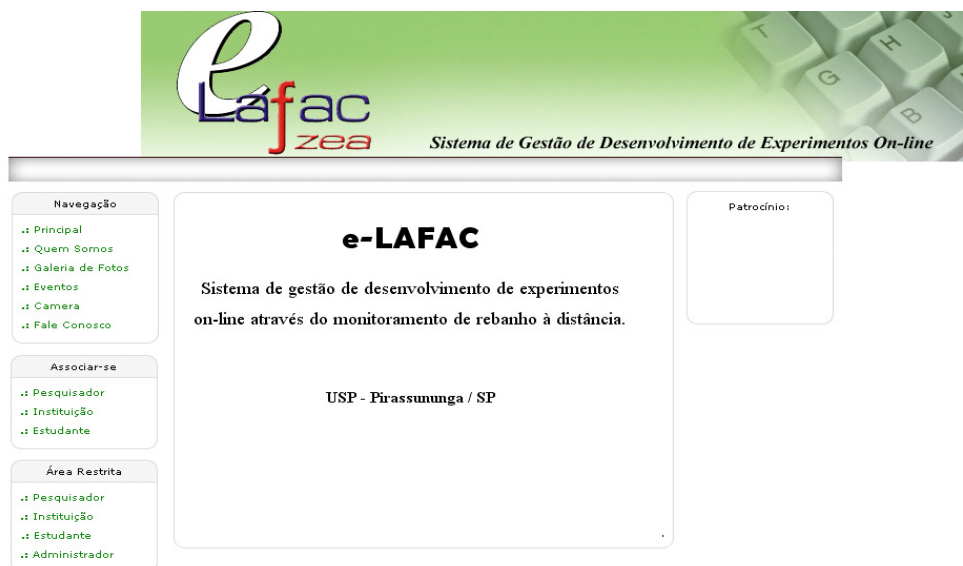 e
Láfac
zea
T
H
G
B
Sistema de Gestão de Desenvolvimento de Experimentos On-line
Navegação
.: Principal
.: Quem Somos
.: Galeria de Fotos
.: Eventos
.: Camera
.: Fale Conosco
Associar-se
.: Pesquisador
.: Instituição
.: Estudante
Área Restrita
.: Pesquisador
.: Instituição
.: Estudante
.: Administrador
e-LAFAC
Sistema de gestão de desenvolvimento de experimentos
on-line através do monitoramento de rebanho à distância.
USP - Pirassununga / SP
.
Patrocínio: